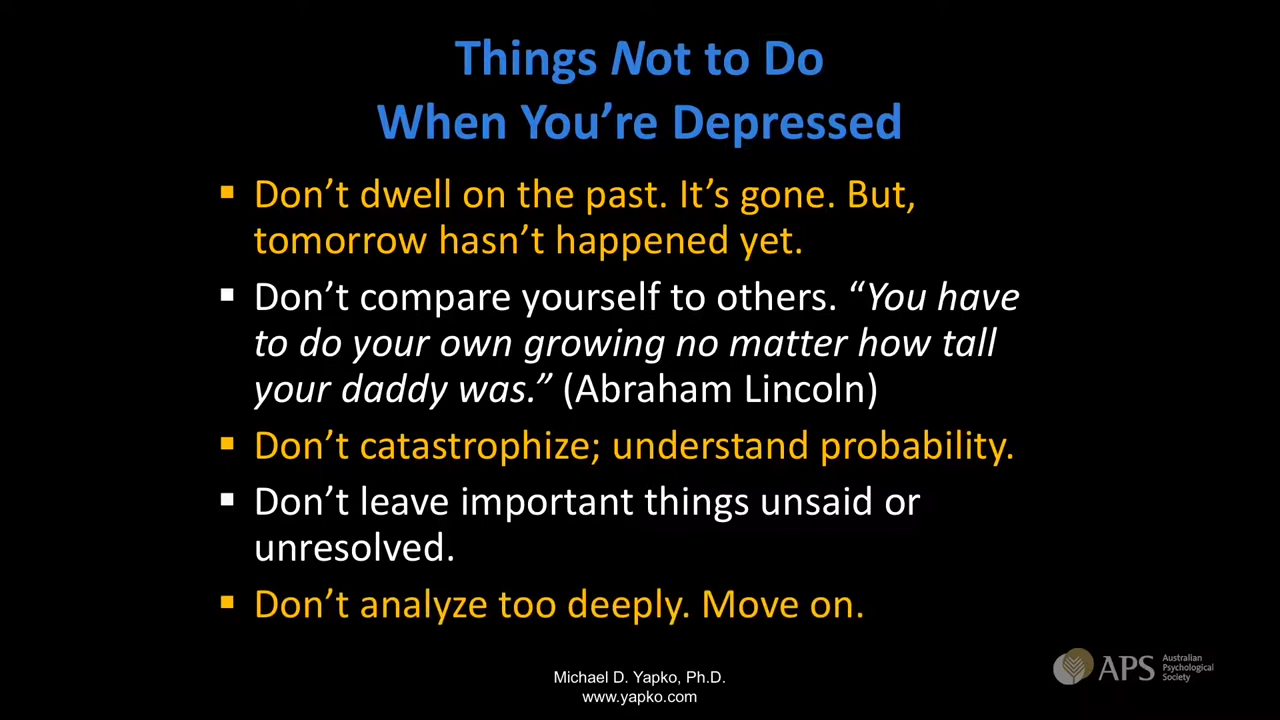 Things Not to Do
When You're Depressed
▪ Don't dwell on the past. It's gone. But,
tomorrow hasn't happened yet.
▪ Don't compare yourself to others. “You have
to do your own growing no matter how tall
your daddy was.” (Abraham Lincoln)
▪ Don't catastrophize; understand probability.
▪ Don't leave important things unsaid or
unresolved.
▪ Don't analyze too deeply. Move on.
Michael D. Yapko, Ph.D.
www.yapko.com
APS
Australian
Psychological
Society